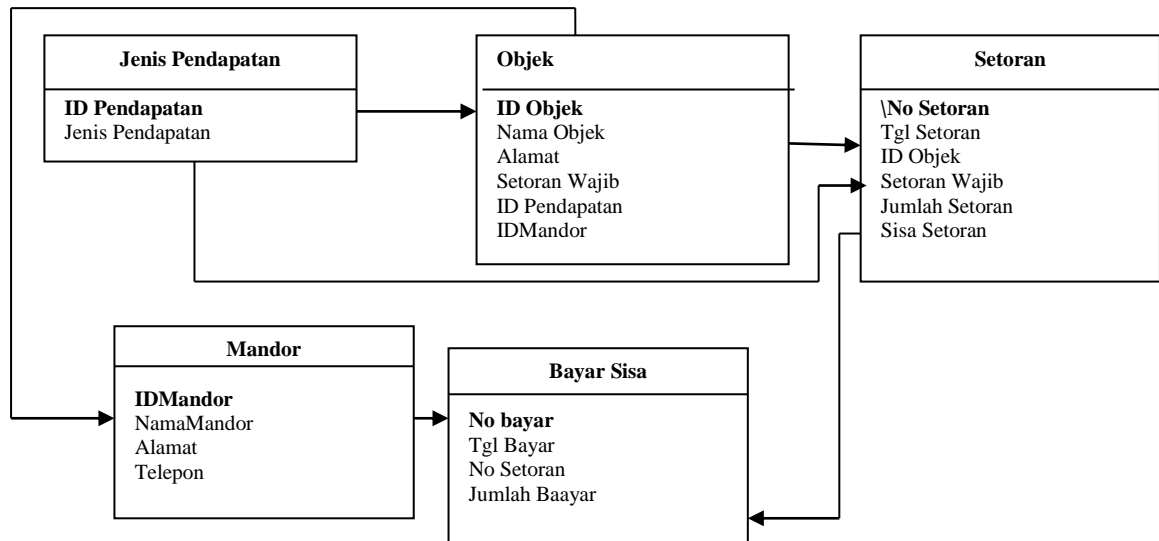 Jenis Pendapatan
ID Pendapatan
Jenis Pendapatan
Objek
ID Objek
Nama Objek
Alamat
Setoran Wajib
ID Pendapatan
IDMandor
Setoran
\No Setoran
Tgl Setoran
ID Objek
Setoran Wajib
Jumlah Setoran
Sisa Setoran
Mandor
IDMandor
NamaMandor
Alamat
Telepon
Bayar Sisa
No bayar
Tgl Bayar
No Setoran
Jumlah Baayar